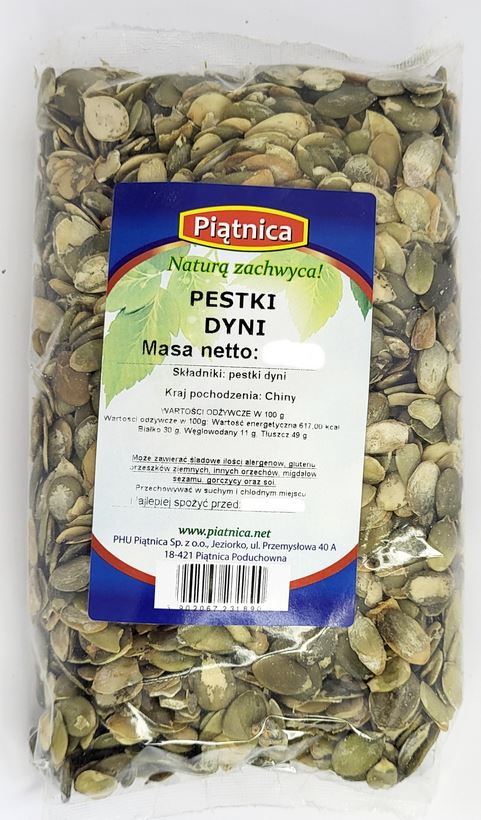 Piątnica
Naturą zachwyca!
PESTKI
DYNI
Masa netto:
Składniki: pestki dyni
Kraj pochodzenia: Chiny
WARTOŚCI ODŻYWCZE W 100 g
Wartości odżywcze w 100g: Wartość energetyczna 617,00 kcal
Białko 30 g, Węglowodany 11 g, Tłuszcz 49 g
Może zawierać śladowe ilości alergenów, glutenu
orzeszków ziemnych, innych orzechów, migdałów
sezamu, gorczycy oraz soi.
Przechowywać w suchym i chłodnym miejscu
Najlepiej spożyć przed:
www.piatnica.net
PHU Piątnica Sp. z o.o., Jeziorko, ul. Przemysłowa 40 A
18-421 Piątnica Poduchowna